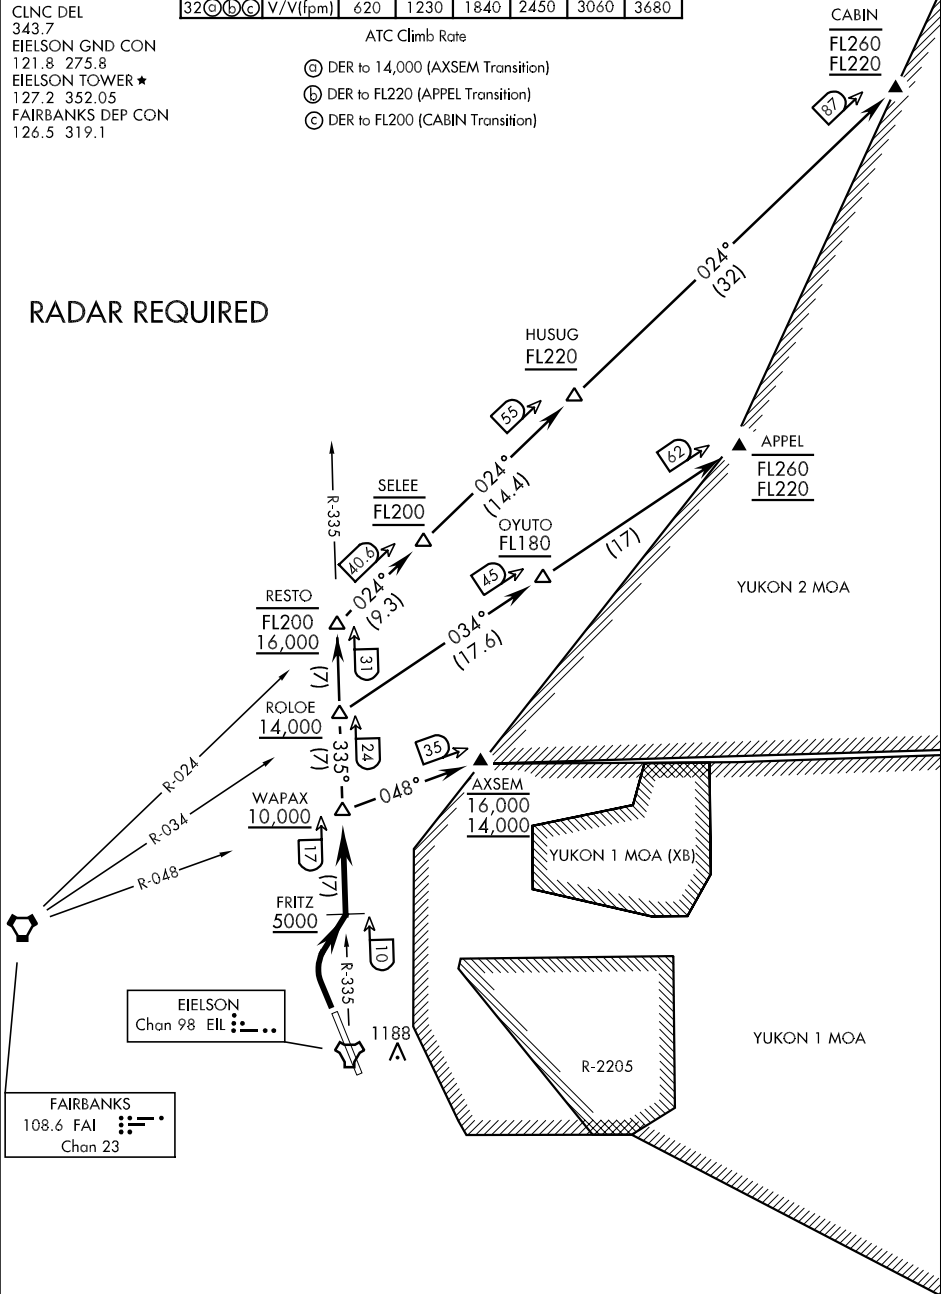 CLNC DEL
343.7
EIELSON GND CON
121.8 275.8
EIELSON TOWER ★
127.2 352.05
FAIRBANKS DEP CON
126.5 319.1
32 ⓐ ⓑ ⓒ V/V(fpm) 620 1230 1840 2450 3060 3680
ATC Climb Rate
ⓐ DER to 14,000 (AXSEM Transition)
ⓑ DER to FL220 (APPEL Transition)
ⓒ DER to FL200 (CABIN Transition)
CABIN
FL260
FL220
87
024°
(32)
RADAR REQUIRED
HUSUG
FL220
55
024°
(14.4)
62
APPEL
FL260
FL220
SELEE
FL200
R-335
40.6
024°
(9.3)
OYUTO
FL180
45
(17)
YUKON 2 MOA
RESTO
FL200
16,000
31
(7)
034°
(17.6)
ROLOE
14,000
24
335°
(7)
R-024
R-034
R-048
35
048°
WAPAX
10,000
17
(7)
AXSEM
16,000
14,000
YUKON 1 MOA (XB)
FRITZ
5000
10
R-335
EIELSON
Chan 98 EIL
1188
R-2205
YUKON 1 MOA
FAIRBANKS
108.6 FAI
Chan 23